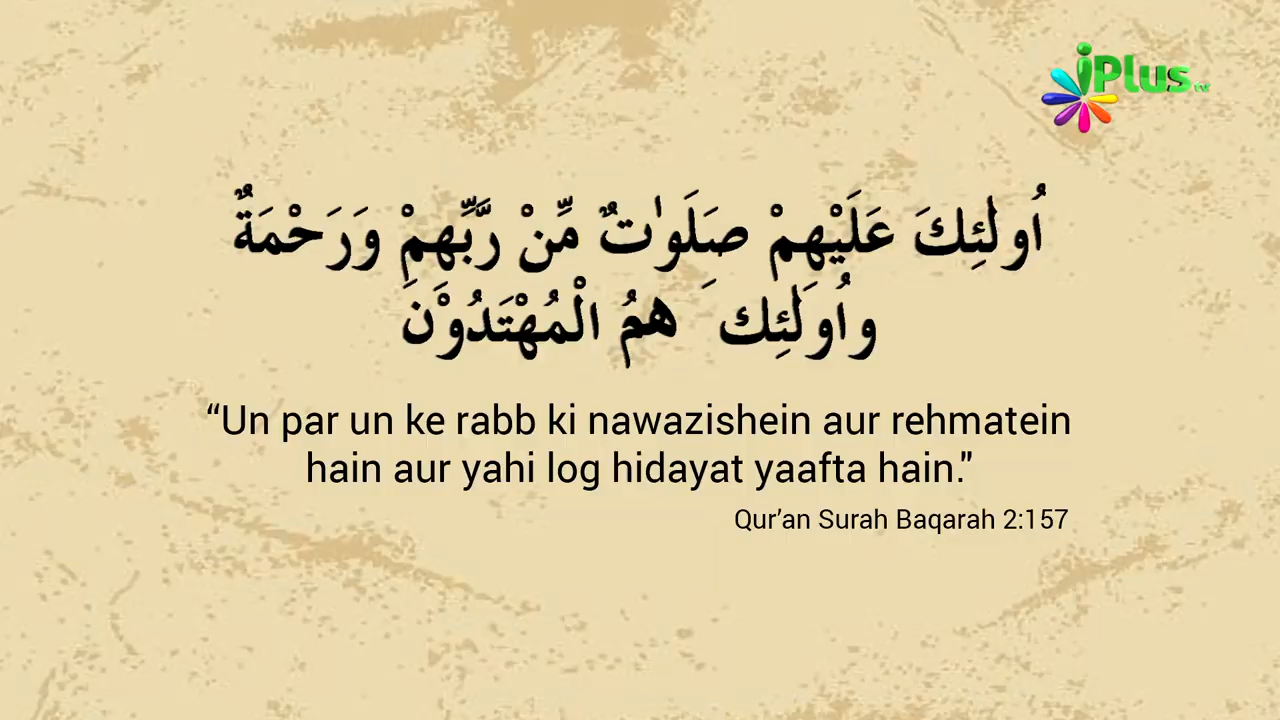 iPlus TV
اُولٰئِكَ عَلَيْهِمْ صَلَوٰتٌ مِّنْ رَّبِّهِمْ وَرَحْمَةٌ
وَاُولَٰئِكَ هُمُ الْمُهْتَدُوْنَ
“Un par un ke rabb ki nawazishein aur rehmatein
hain aur yahi log hidayat yaafta hain."
Qur’an Surah Baqarah 2:157